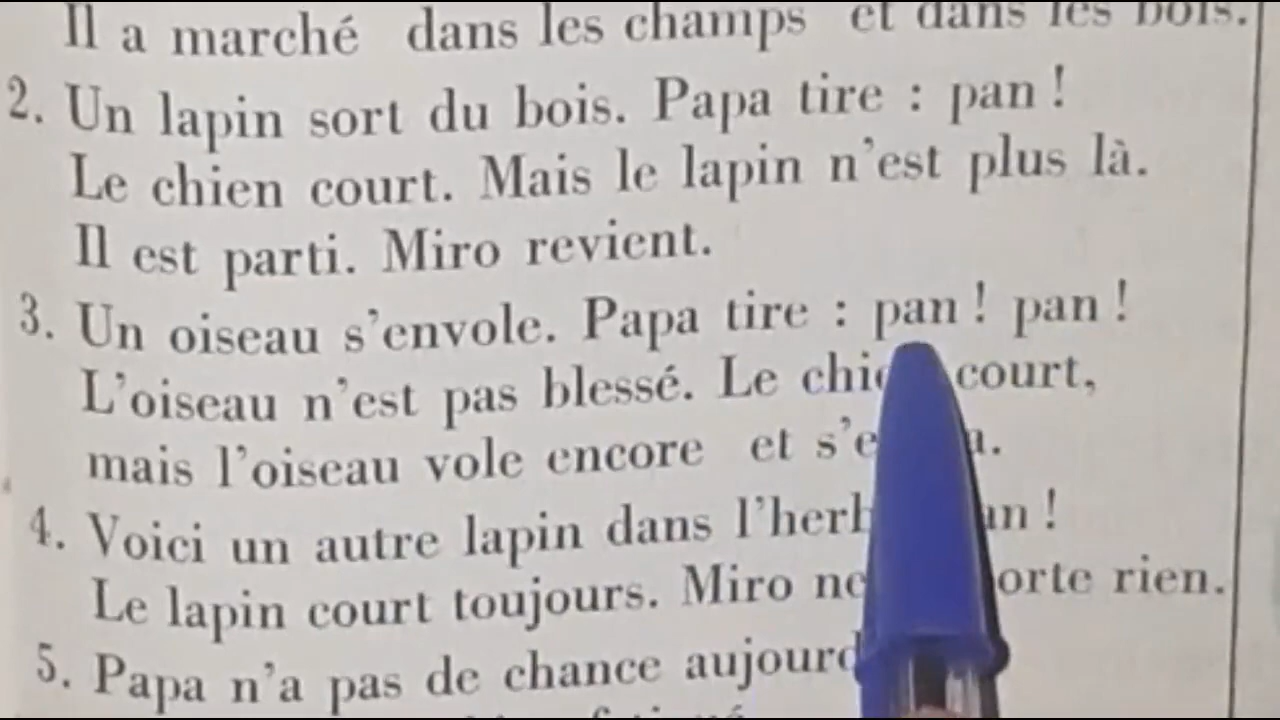 Il a marché dans les champs et dans les bois.
2. Un lapin sort du bois. Papa tire : pan !
Le chien court. Mais le lapin n'est plus là.
Il est parti. Miro revient.
3. Un oiseau s'envole. Papa tire : pan ! pan !
L'oiseau n'est pas blessé. Le court,
mais l'oiseau vole encore et
4. Voici un autre lapin dans !
Le lapin court toujours. Miro rien.
5. Papa n'a pas de chance